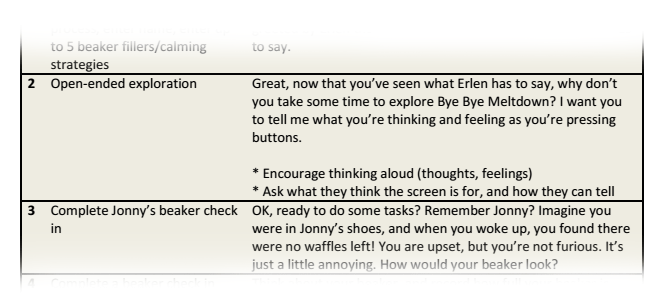 to 5 beaker fillers/calming to say.
strategies
2 Open-ended exploration Great, now that you’ve seen what Erlen has to say, why don’t
you take some time to explore Bye Bye Meltdown? I want you
to tell me what you’re thinking and feeling as you’re pressing
buttons.
* Encourage thinking aloud (thoughts, feelings)
* Ask what they think the screen is for, and how they can tell
3 Complete Jonny’s beaker check OK, ready to do some tasks? Remember Jonny? Imagine you
in were in Jonny’s shoes, and when you woke up, you found there
were no waffles left! You are upset, but you’re not furious. It’s
just a little annoying. How would your beaker look?